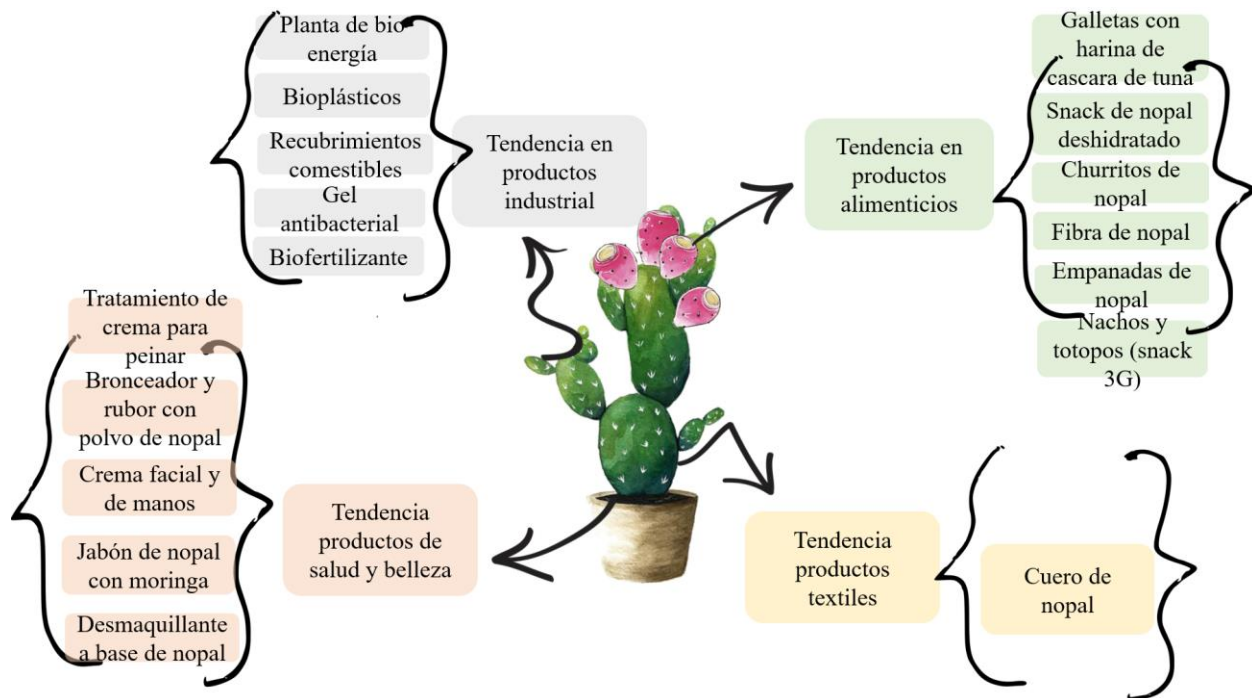 Planta de bio
energía
Bioplásticos
Recubrimientos
comestibles
Gel
antibacterial
Biofertilizante
Tendencia en
productos
industrial
Tendencia en
productos
alimenticios
Galletas con
harina de
cascara de tuna
Snack de nopal
deshidratado
Churritos de
nopal
Fibra de nopal
Empanadas de
nopal
Nachos y
totopos (snack
3G)
Tratamiento de
crema para
peinar
Bronceador y
rubor con
polvo de nopal
Crema facial y
de manos
Jabón de nopal
con moringa
Desmaquillante
a base de nopal
Tendencia
productos de
salud y belleza
Tendencia
productos
textiles
Cuero de
nopal